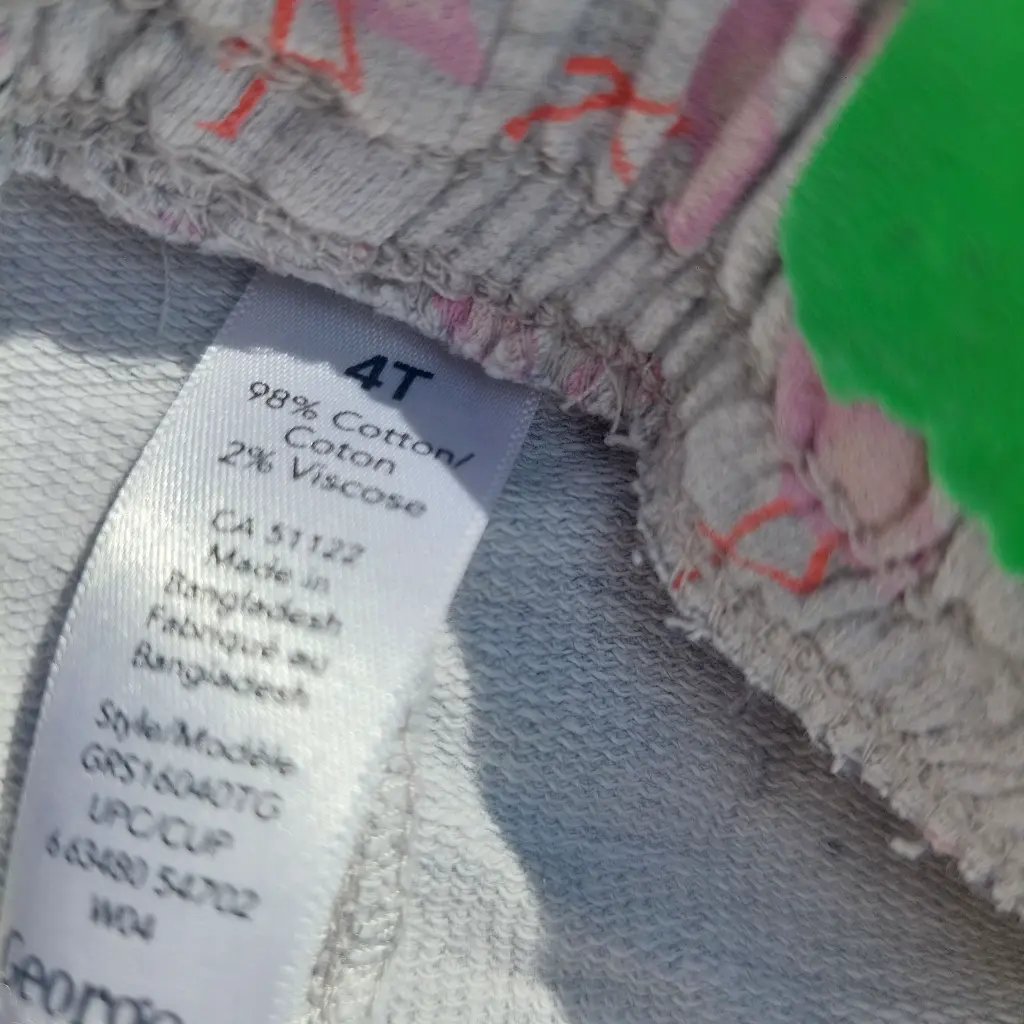 4T
98% Cotton/
Coton
2% Viscose
CA 51122
Made in
Bangladesh
Fabriqué au
Bangladesh
Style/Modèle
GRS16040TG
UPC/CUP
6 63480 54702
W04
George